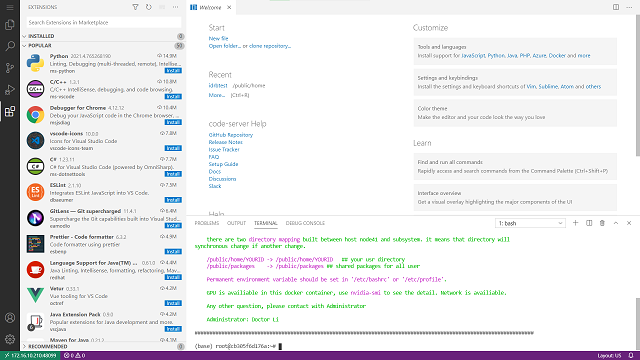 EXTENSIONS
Search Extensions in Marketplace
INSTALLED
0
POPULAR
50
Python 2021.4.765268190
14.9M
Linting, Debugging (multi-threaded, remote), Intellise...
ms-python
Install
C/C++ 1.3.1
10.8M
C/C++ IntelliSense, debugging, and code browsing.
ms-vscode
Install
Debugger for Chrome 4.12.12
10.4M
Debug your JavaScript code in the Chrome browser, ...
msjsdiag
Install
vscode-icons 10.0.0
7.8M
Icons for Visual Studio Code
vscode-icons-team
Install
C# 1.23.11
7.7M
C# for Visual Studio Code (powered by OmniSharp).
ms-dotnettools
Install
ESLint 2.1.10
7.5M
Integrates ESLint JavaScript into VS Code.
dbaeumer
Install
GitLens — Git supercharged 11.4.1
6.4M
Supercharge the Git capabilities built into Visual Studi...
eamodio
Install
Prettier - Code formatter 6.3.2
4.9M
Code formatter using prettier
esbenp
Install
Language Support for Java(TM) ... 0.61.0
4.4M
Java Linting, Intellisense, formatting, refactoring, Mav...
redhat
Install
Vetur 0.33.1
Vue tooling for VS Code
octref
Install
Java Extension Pack 0.9.0
4.2M
Popular extensions for Java development and more
vscjava
Install
Maven for Java
RECOMMENDED
Welcome
Start
New file
Open folder... or clone repository...
Recent
idrbtest /public/home
More... (Ctrl+R)
code-server Help
GitHub Repository
Release Notes
Issue Tracker
FAQ
Setup Guide
Docs
Discussions
Slack
Help
Customize
Tools and languages
Install support for JavaScript, Python, Java, PHP, Azure, Docker and more
Settings and keybindings
Install the settings and keyboard shortcuts of Vim, Sublime, Atom and others
Color theme
Make the editor and your code look the way you love
Learn
Find and run all commands
Rapidly access and search commands from the Command Palette (Ctrl+Shift+P)
Interface overview
Get a visual overlay highlighting the major components of the UI
PROBLEMS
OUTPUT
TERMINAL
DEBUG CONSOLE
1: bash
there are two directory mapping built between host node41 and subsystem. it means that directory will
synchronous change if another change.
/public/home/YOURID -> /public/home/YOURID ## your usr directory
/public/packages -> /public/packages ## shared packages for all user
Permanent environment variable should be set in '/etc/bashrc' or '/etc/profile'.
GPU is available in this docker container, use nvidia-smi to see the detail. Network is available.
Any other question, please contact with Administrator
Administrator: Doctor Li
(base) root@cb305f6d176a:~#
172.16.10.210:48099
0
0
Layout: US